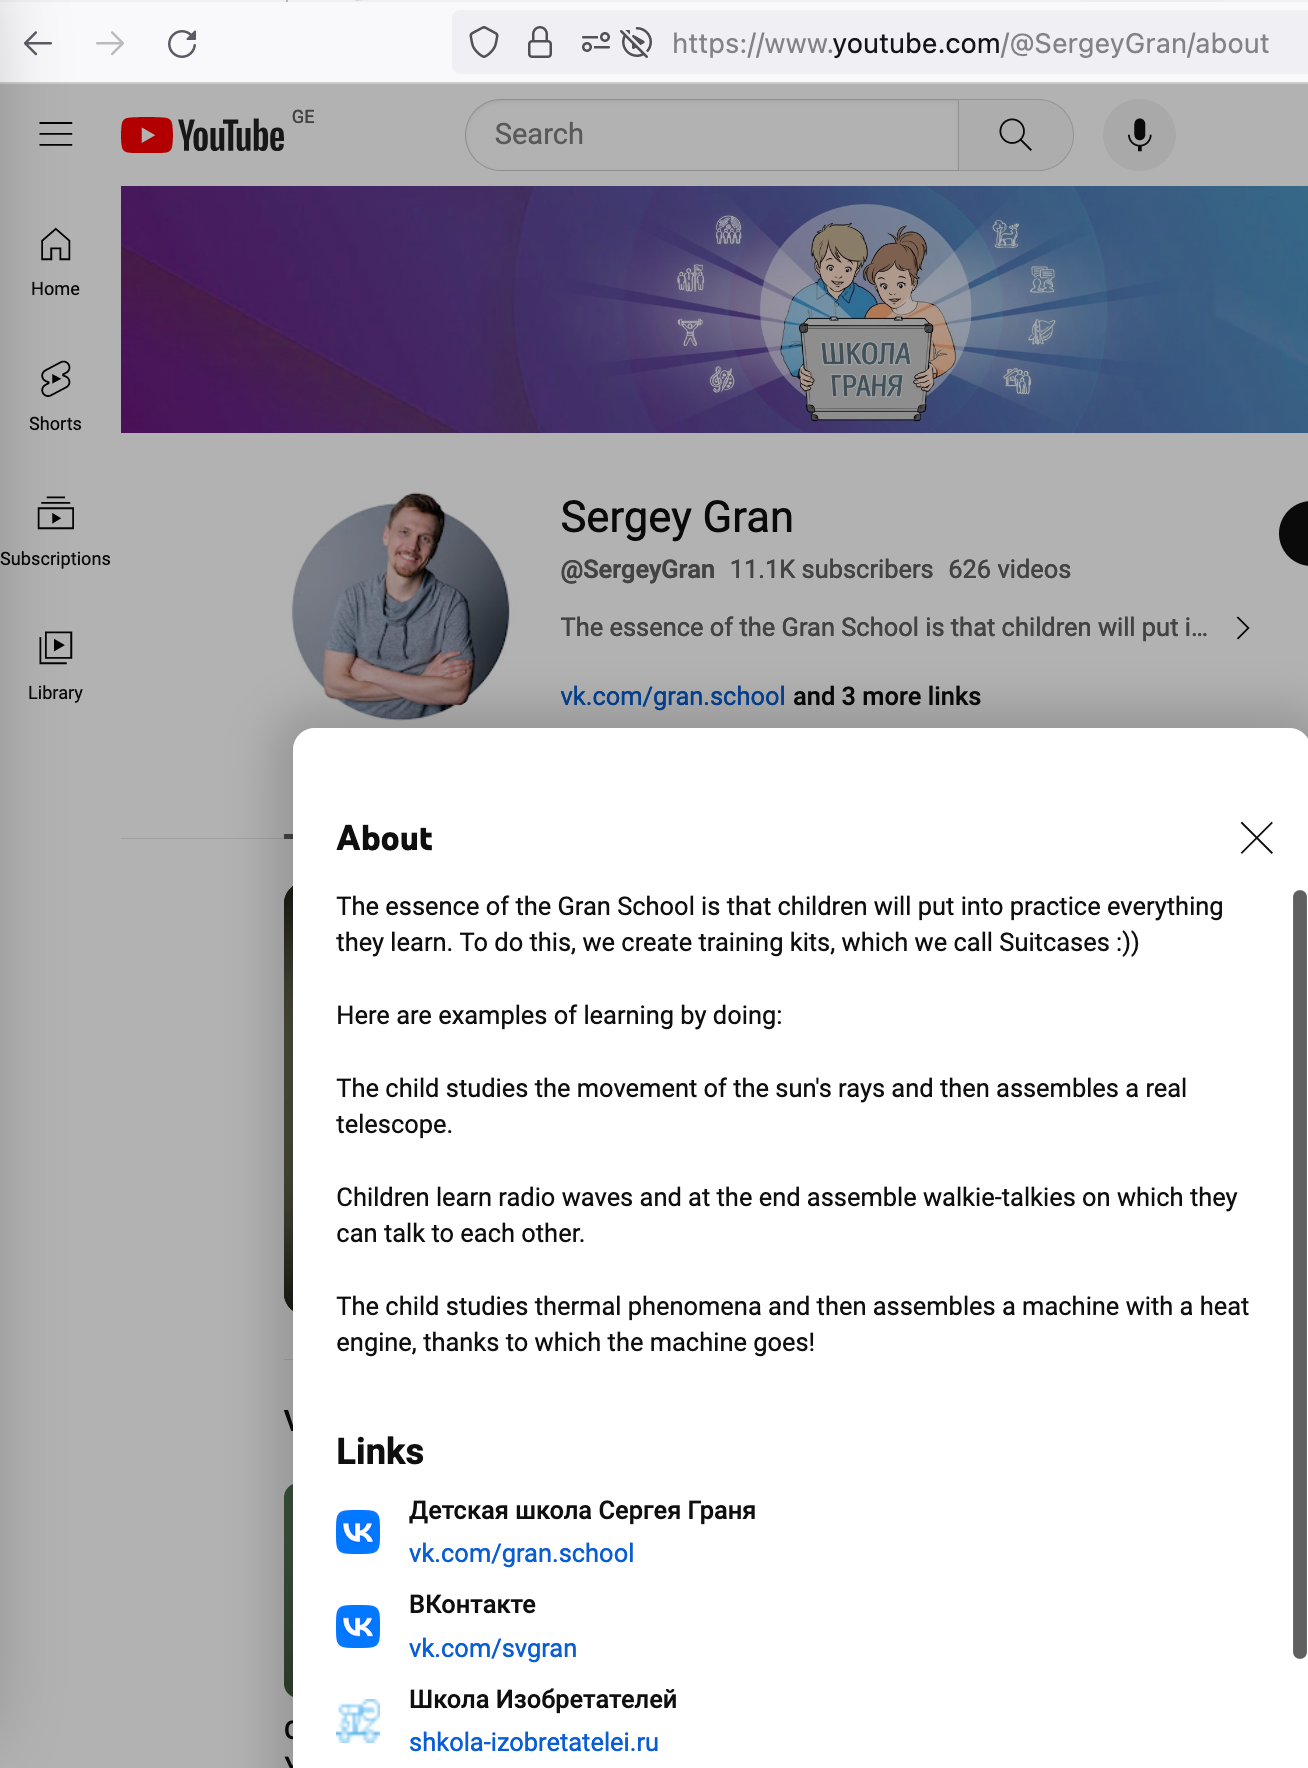 https://www.youtube.com/@SergeyGran/about
YouTube GE
Search
Home
Shorts
Subscriptions
Library
ШКОЛА
ГРАНЯ
Sergey Gran
@SergeyGran 11.1K subscribers 626 videos
The essence of the Gran School is that children will put i...
vk.com/gran.school and 3 more links
About
The essence of the Gran School is that children will put into practice everything
they learn. To do this, we create training kits, which we call Suitcases :))
Here are examples of learning by doing:
The child studies the movement of the sun's rays and then assembles a real
telescope.
Children learn radio waves and at the end assemble walkie-talkies on which they
can talk to each other.
The child studies thermal phenomena and then assembles a machine with a heat
engine, thanks to which the machine goes!
Links
Детская школа Сергея Граня
vk.com/gran.school
ВКонтакте
vk.com/svgran
Школа Изобретателей
shkola-izobretatelei.ru